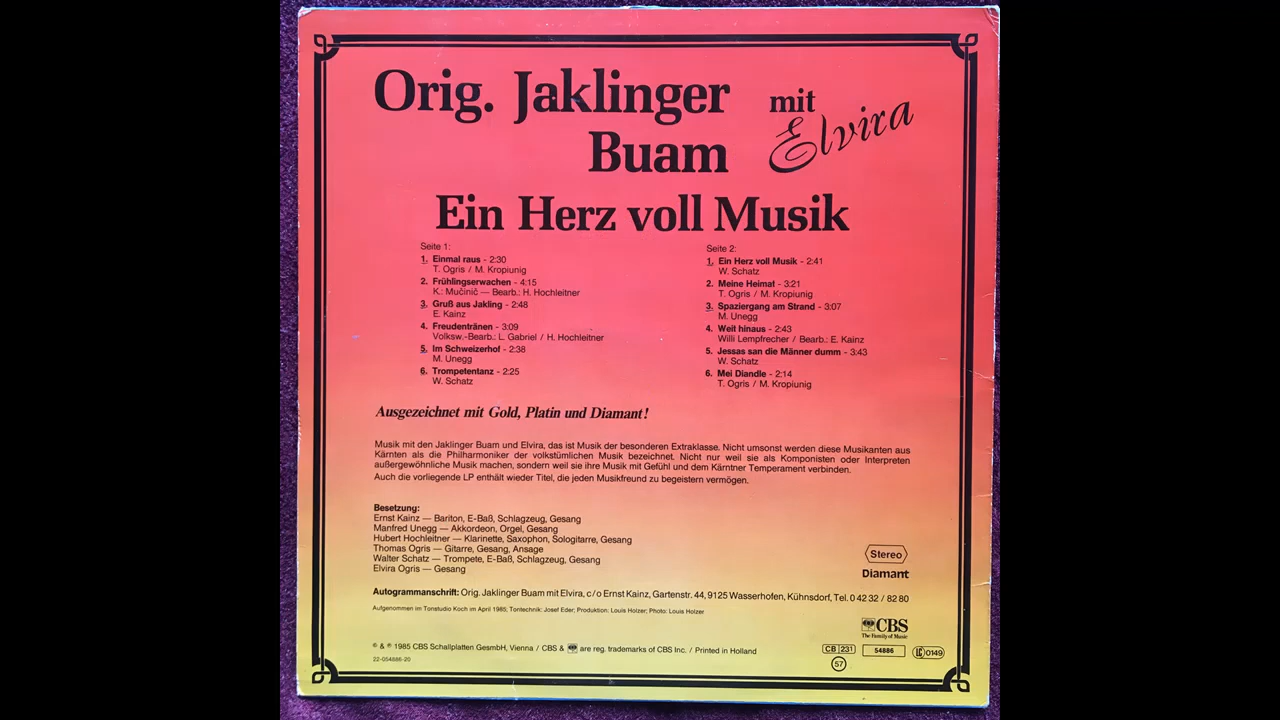 Orig. Jaklinger
Buam
mit
Elvira
Ein Herz voll Musik
Seite 1:
1. Einmal raus - 2:30
T. Ogris / M. Kropiunig
2. Frühlingserwachen - 4:15
K.: Mučinič — Bearb.: H. Hochleitner
3. Gruß aus Jakling - 2:48
E. Kainz
4. Freudentränen - 3:09
Volksw.-Bearb.: L. Gabriel / H. Hochleitner
5. Im Schweizerhof - 2:38
M. Unegg
6. Trompetentanz - 2:25
W. Schatz
Seite 2:
1. Ein Herz voll Musik - 2:41
W. Schatz
2. Meine Heimat - 3:21
T. Ogris / M. Kropiunig
3. Spaziergang am Strand - 3:07
M. Unegg
4. Weit hinaus - 2:43
Willi Lempfrecher / Bearb.: E. Kainz
5. Jessas san die Männer dumm - 3:43
W. Schatz
6. Mei Diandle - 2:14
T. Ogris / M. Kropiunig
Ausgezeichnet mit Gold, Platin und Diamant!
Musik mit den Jaklinger Buam und Elvira, das ist Musik der besonderen Extraklasse. Nicht umsonst werden diese Musikanten aus
Kärnten als die Philharmoniker der volkstümlichen Musik bezeichnet. Nicht nur weil sie als Komponisten oder Interpreten
außergewöhnliche Musik machen, sondern weil sie ihre Musik mit Gefühl und dem Kärntner Temperament verbinden.
Auch die vorliegende LP enthält wieder Titel, die jeden Musikfreund zu begeistern vermögen.
Besetzung:
Ernst Kainz — Bariton, E-Baß, Schlagzeug, Gesang
Manfred Unegg — Akkordeon, Orgel, Gesang
Hubert Hochleitner — Klarinette, Saxophon, Sologitarre, Gesang
Thomas Ogris — Gitarre, Gesang, Ansage
Walter Schatz — Trompete, E-Baß, Schlagzeug, Gesang
Elvira Ogris — Gesang
Stereo
Diamant
Autogrammanschrift: Orig. Jaklinger Buam mit Elvira, c/o Ernst Kainz, Gartenstr. 44, 9125 Wasserhofen, Kühnsdorf, Tel. 0 42 32 / 82 80
Aufgenommen im Tonstudio Koch im April 1985; Tontechnik: Josef Eder; Produktion: Louis Holzer; Photo: Louis Holzer
CBS
The Family of Music
℗ & © 1985 CBS Schallplatten GesmbH, Vienna / CBS & are reg. trademarks of CBS Inc. / Printed in Holland
CB 231
54886
LC 0149
22-054886-20
57